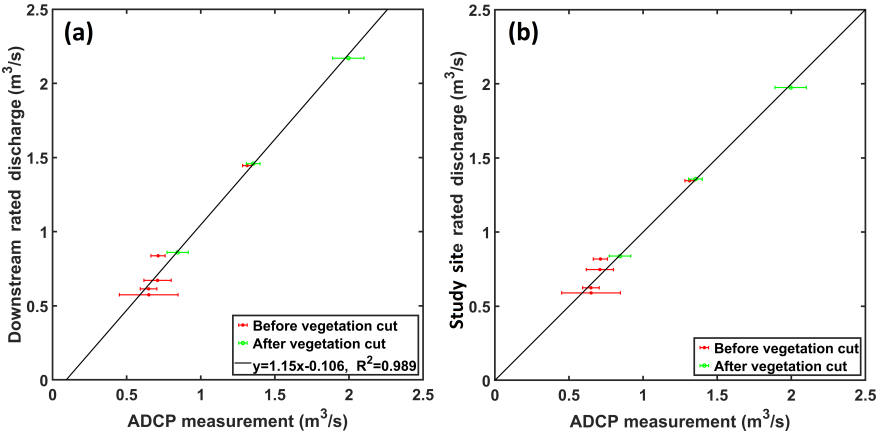 (a)
Downstream rated discharge (m³/s)
2.5
2
1.5
1
0.5
0
0
0.5
1
1.5
2
2.5
ADCP measurement (m³/s)
Before vegetation cut
After vegetation cut
y=1.15x-0.106, R²=0.989
(b)
Study site rated discharge (m³/s)
2.5
2
1.5
1
0.5
0
0
0.5
1
1.5
2
2.5
ADCP measurement (m³/s)
Before vegetation cut
After vegetation cut